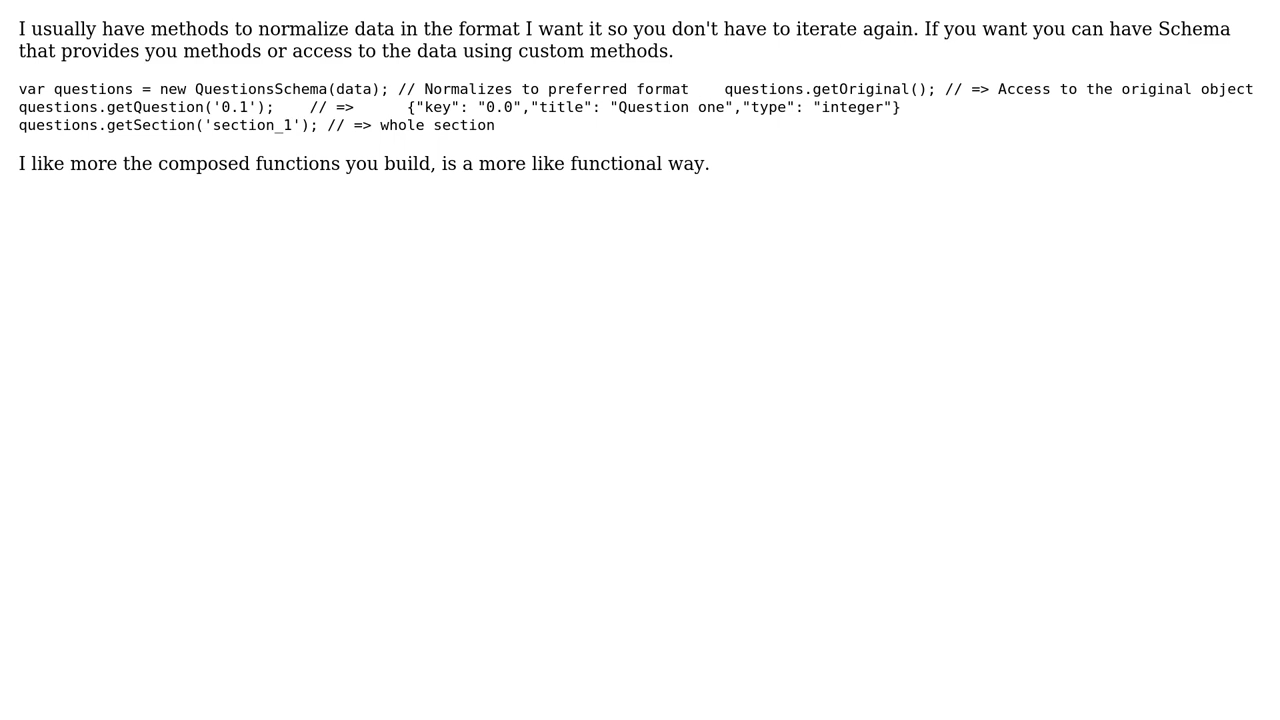 I usually have methods to normalize data in the format I want it so you don't have to iterate again. If you want you can have Schema
that provides you methods or access to the data using custom methods.
var questions = new QuestionsSchema(data); // Normalizes to preferred format    questions.getOriginal(); // => Access to the original object
questions.getQuestion('0.1');    // =>      {"key": "0.0","title": "Question one","type": "integer"}
questions.getSection('section_1'); // => whole section
I like more the composed functions you build, is a more like functional way.